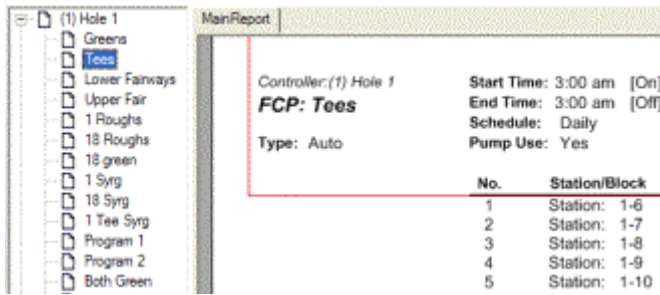 (1) Hole 1
Greens
Tees
Lower Fairways
Upper Fair
1 Roughs
18 Roughs
18 green
1 Syrg
18 Syrg
1 Tee Syrg
Program 1
Program 2
Both Green
MainReport
Controller:(1) Hole 1
FCP: Tees
Type: Auto
Start Time: 3:00 am [On]
End Time: 3:00 am [Off]
Schedule: Daily
Pump Use: Yes
No. Station/Block
1 Station: 1-6
2 Station: 1-7
3 Station: 1-8
4 Station: 1-9
5 Station: 1-10